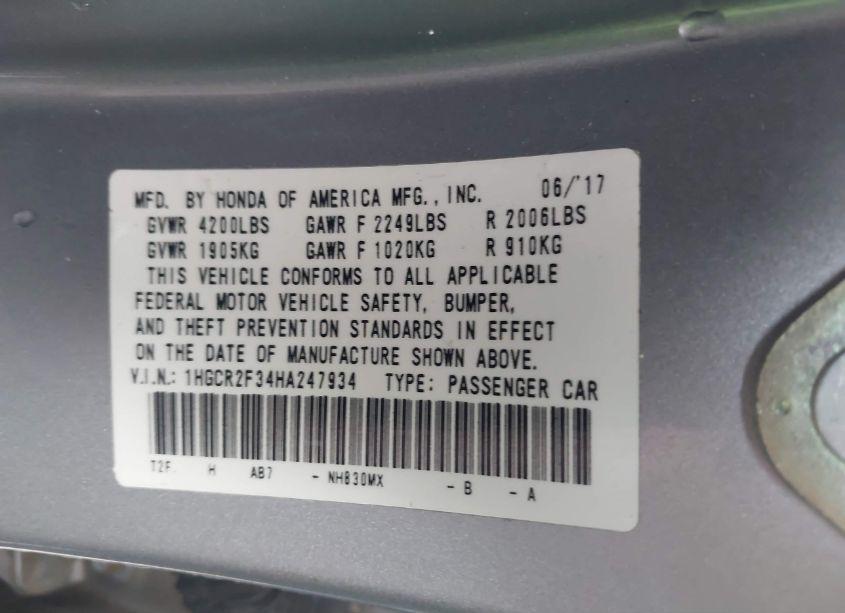 MFD. BY HONDA OF AMERICA MFG., INC. 06/'17
GVWR 4200LBS GAWR F 2249LBS R 2006LBS
GVWR 1905KG GAWR F 1020KG R 910KG
THIS VEHICLE CONFORMS TO ALL APPLICABLE
FEDERAL MOTOR VEHICLE SAFETY, BUMPER,
AND THEFT PREVENTION STANDARDS IN EFFECT
ON THE DATE OF MANUFACTURE SHOWN ABOVE.
V.I.N.: 1HGCR2F34HA247934 TYPE: PASSENGER CAR
T2F H AB7 - NH830MX - B - A